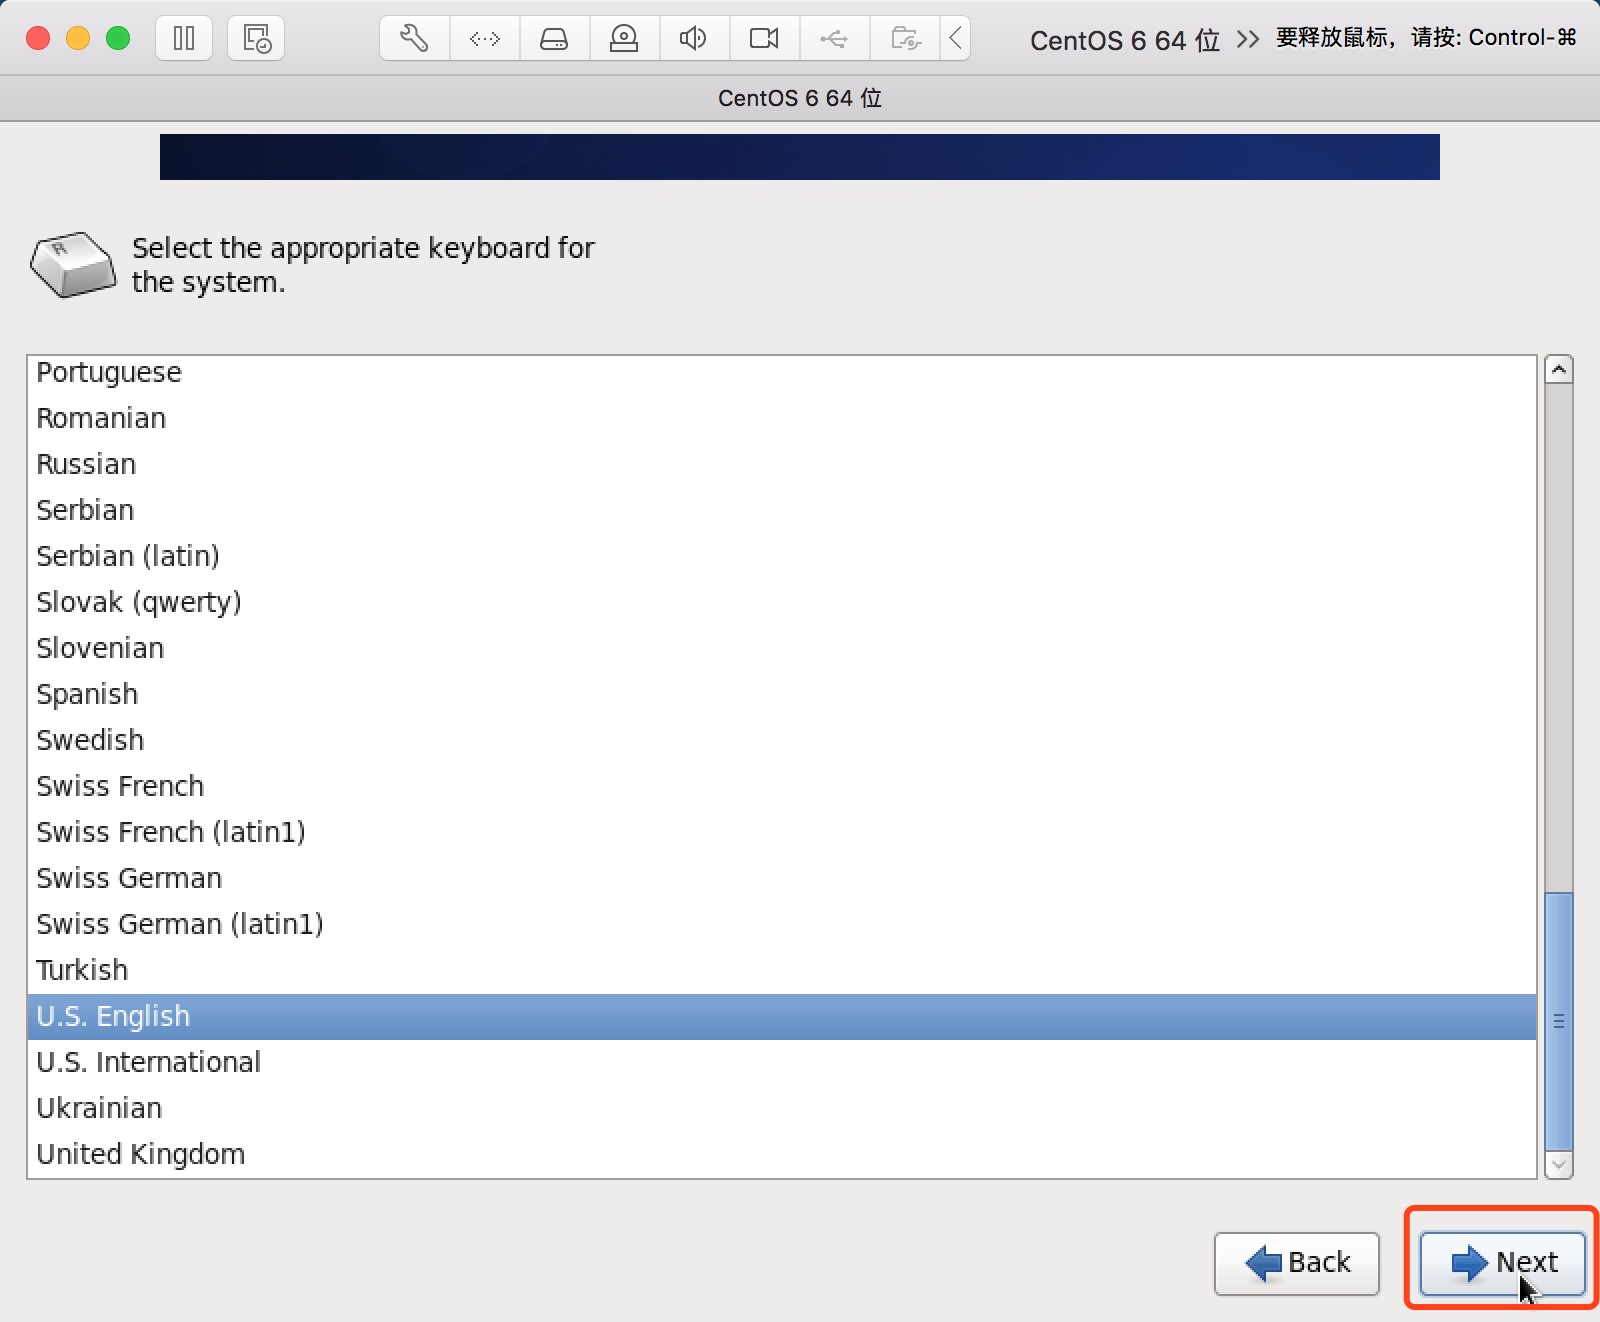 CentOS 6 64 位 >> 要释放鼠标，请按: Control-⌘
CentOS 6 64 位
R
Select the appropriate keyboard for
the system.
Portuguese
Romanian
Russian
Serbian
Serbian (latin)
Slovak (qwerty)
Slovenian
Spanish
Swedish
Swiss French
Swiss French (latin1)
Swiss German
Swiss German (latin1)
Turkish
U.S. English
U.S. International
Ukrainian
United Kingdom
Back
Next